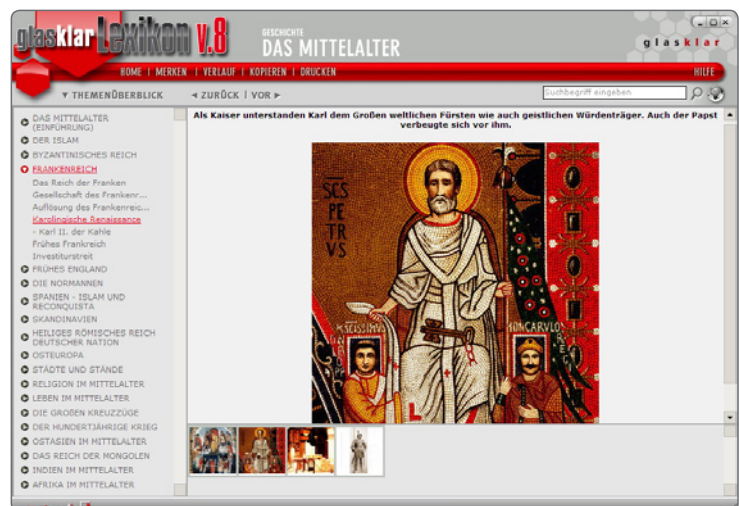 glasklar Lexikon V.8
GESCHICHTE
DAS MITTELALTER
glasklar
HOME | MERKEN | VERLAUF | KOPIEREN | DRUCKEN
HILFE
THEMENÜBERBLICK
ZURÜCK | VOR
Suchbegriff eingeben
DAS MITTELALTER
(EINFÜHRUNG)
DER ISLAM
BYZANTINISCHES REICH
FRANKENREICH
Das Reich der Franken
Gesellschaft des Frankenr...
Auflösung des Frankenreic...
Karolingische Renaissance
- Karl II. der Kahle
Frühes Frankreich
Investiturstreit
FRÜHES ENGLAND
DIE NORMANNEN
SPANIEN - ISLAM UND
RECONQUISTA
SKANDINAVIEN
HEILIGES RÖMISCHES REICH
DEUTSCHER NATION
OSTEUROPA
STÄDTE UND STÄNDE
RELIGION IM MITTELALTER
LEBEN IM MITTELALTER
DIE GROßEN KREUZZÜGE
DER HUNDERTJÄHRIGE KRIEG
OSTASIEN IM MITTELALTER
DAS REICH DER MONGOLEN
INDIEN IM MITTELALTER
AFRIKA IM MITTELALTER
Als Kaiser unterstanden Karl dem Großen weltlichen Fürsten wie auch geistlichen Würdenträger. Auch der Papst
verbeugte sich vor ihm.
SCS
PE
TR
VS